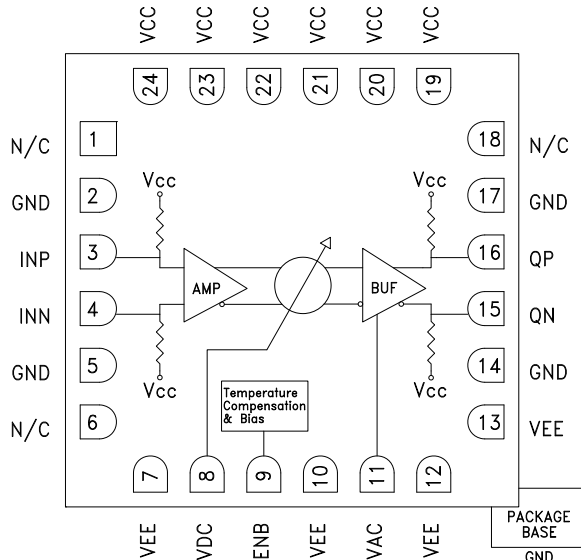 VCC VCC VCC VCC VCC VCC
24 23 22 21 20 19
N/C 1 18 N/C
GND 2 Vcc Vcc 17 GND
INP 3 16 QP
AMP BUF
INN 4 15 QN
GND 5 Vcc Vcc 14 GND
Temperature
Compensation
& Bias
N/C 6 13 VEE
7 8 9 10 11 12
VEE VDC ENB VEE VAC VEE
PACKAGE
BASE
GND